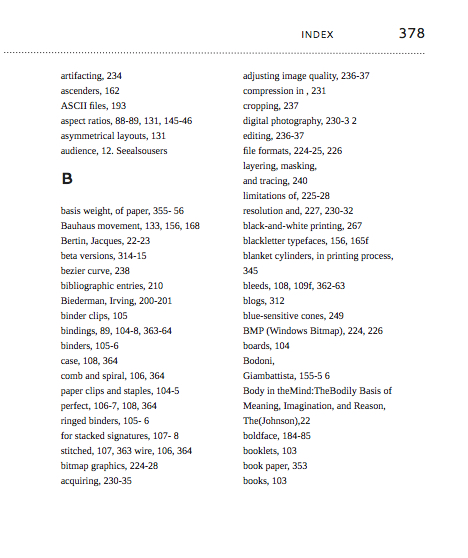 INDEX 378
artifacting, 234
ascenders, 162
ASCII files, 193
aspect ratios, 88-89, 131, 145-46
asymmetrical layouts, 131
audience, 12. Seealsousers
B
basis weight, of paper, 355- 56
Bauhaus movement, 133, 156, 168
Bertin, Jacques, 22-23
beta versions, 314-15
bezier curve, 238
bibliographic entries, 210
Biederman, Irving, 200-201
binder clips, 105
bindings, 89, 104-8, 363-64
binders, 105-6
case, 108, 364
comb and spiral, 106, 364
paper clips and staples, 104-5
perfect, 106-7, 108, 364
ringed binders, 105- 6
for stacked signatures, 107- 8
stitched, 107, 363 wire, 106, 364
bitmap graphics, 224-28
acquiring, 230-35
adjusting image quality, 236-37
compression in , 231
cropping, 237
digital photography, 230-3 2
editing, 236-37
file formats, 224-25, 226
layering, masking,
and tracing, 240
limitations of, 225-28
resolution and, 227, 230-32
black-and-white printing, 267
blackletter typefaces, 156, 165f
blanket cylinders, in printing process,
345
bleeds, 108, 109f, 362-63
blogs, 312
blue-sensitive cones, 249
BMP (Windows Bitmap), 224, 226
boards, 104
Bodoni,
Giambattista, 155-5 6
Body in theMind:TheBodily Basis of
Meaning, Imagination, and Reason,
The(Johnson),22
boldface, 184-85
booklets, 103
book paper, 353
books, 103